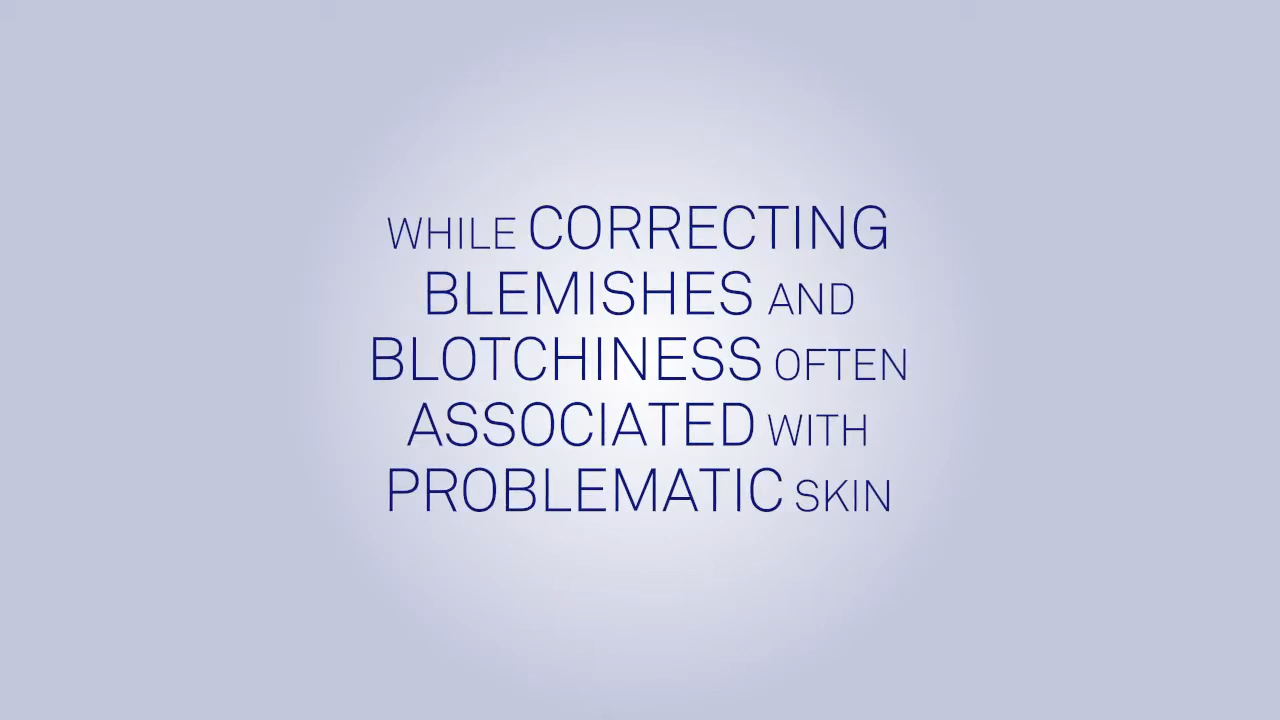 WHILE CORRECTING
BLEMISHES AND
BLOTCHINESS OFTEN
ASSOCIATED WITH
PROBLEMATIC SKIN